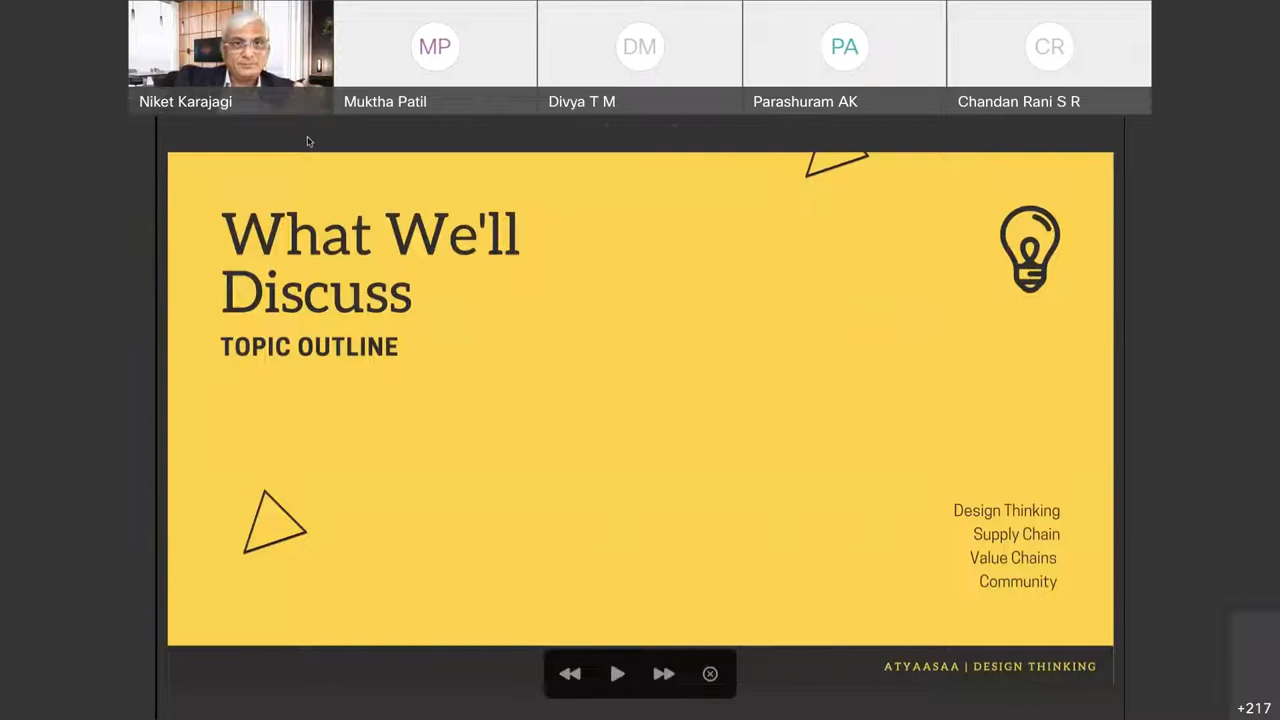 MP
DM
PA
CR
Niket Karajagi
Muktha Patil
Divya T M
Parashuram AK
Chandan Rani S R
What We'll
Discuss
TOPIC OUTLINE
Design Thinking
Supply Chain
Value Chains
Community
ATYAASAA | DESIGN THINKING
+217